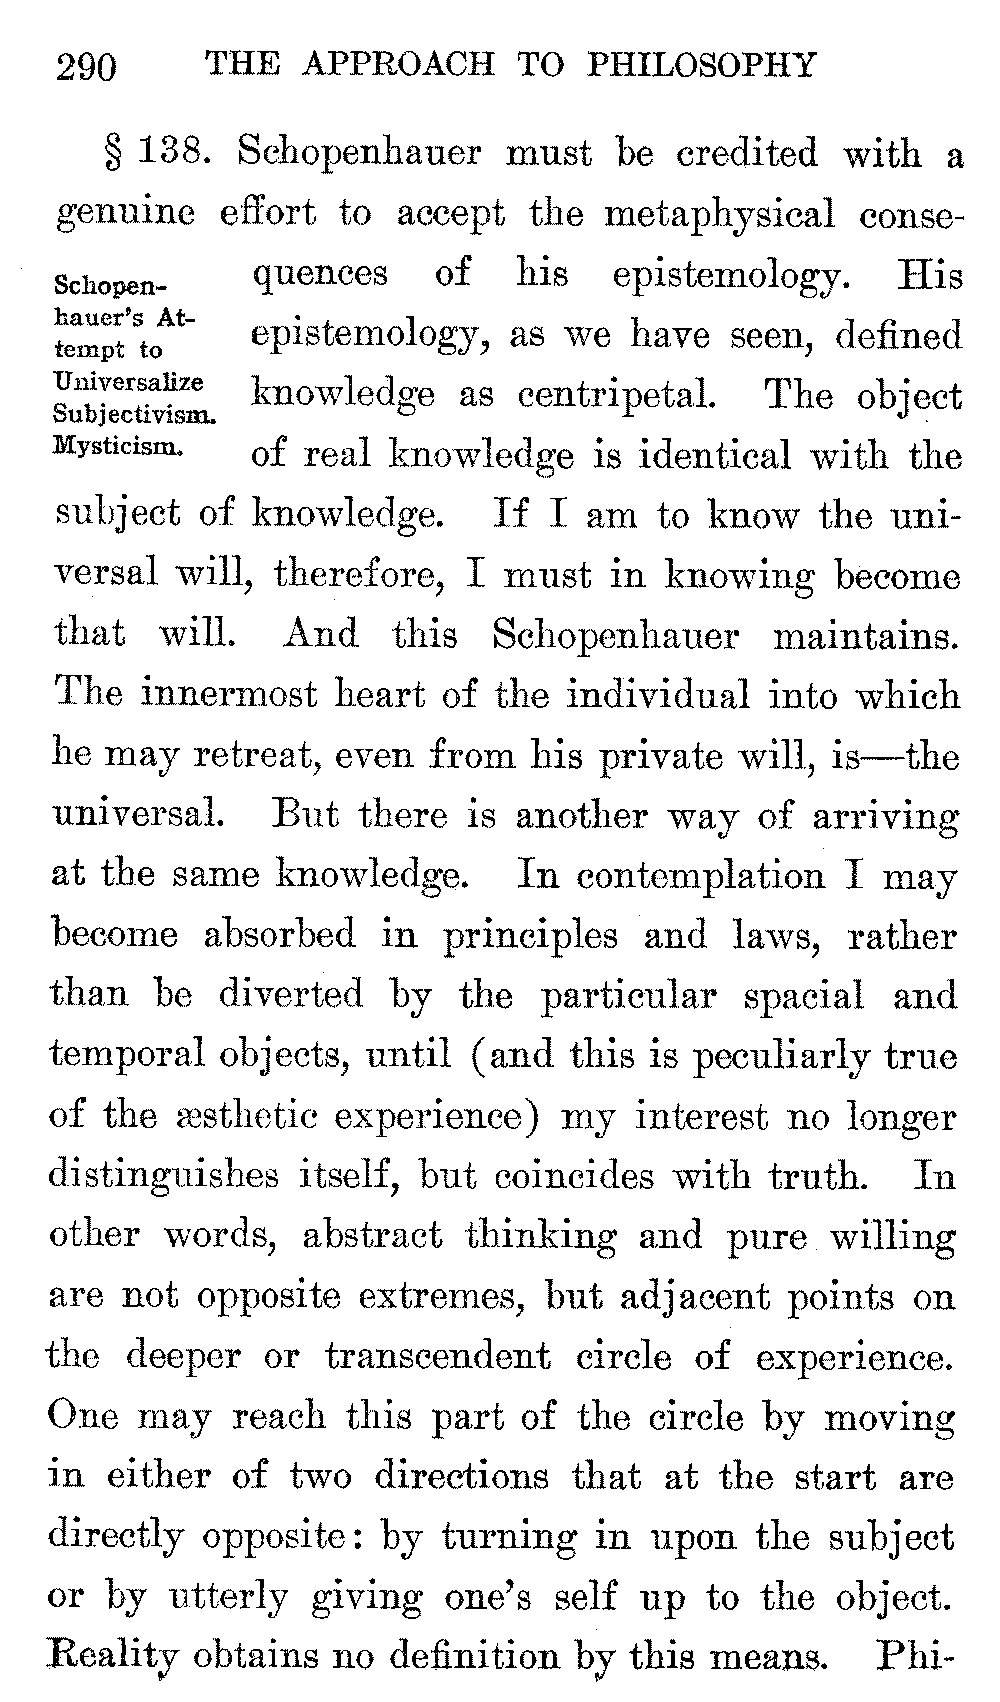 290 THE APPROACH TO PHILOSOPHY
§ 138. Schopenhauer must be credited with a
genuine effort to accept the metaphysical conse-
Schopen-
hauer's At-
tempt to
Universalize
Subjectivism.
Mysticism.
quences of his epistemology. His
epistemology, as we have seen, defined
knowledge as centripetal. The object
of real knowledge is identical with the
subject of knowledge. If I am to know the uni-
versal will, therefore, I must in knowing become
that will. And this Schopenhauer maintains.
The innermost heart of the individual into which
he may retreat, even from his private will, is—the
universal. But there is another way of arriving
at the same knowledge. In contemplation I may
become absorbed in principles and laws, rather
than be diverted by the particular spacial and
temporal objects, until (and this is peculiarly true
of the æsthetic experience) my interest no longer
distinguishes itself, but coincides with truth. In
other words, abstract thinking and pure willing
are not opposite extremes, but adjacent points on
the deeper or transcendent circle of experience.
One may reach this part of the circle by moving
in either of two directions that at the start are
directly opposite: by turning in upon the subject
or by utterly giving one's self up to the object.
Reality obtains no definition by this means. Phi-